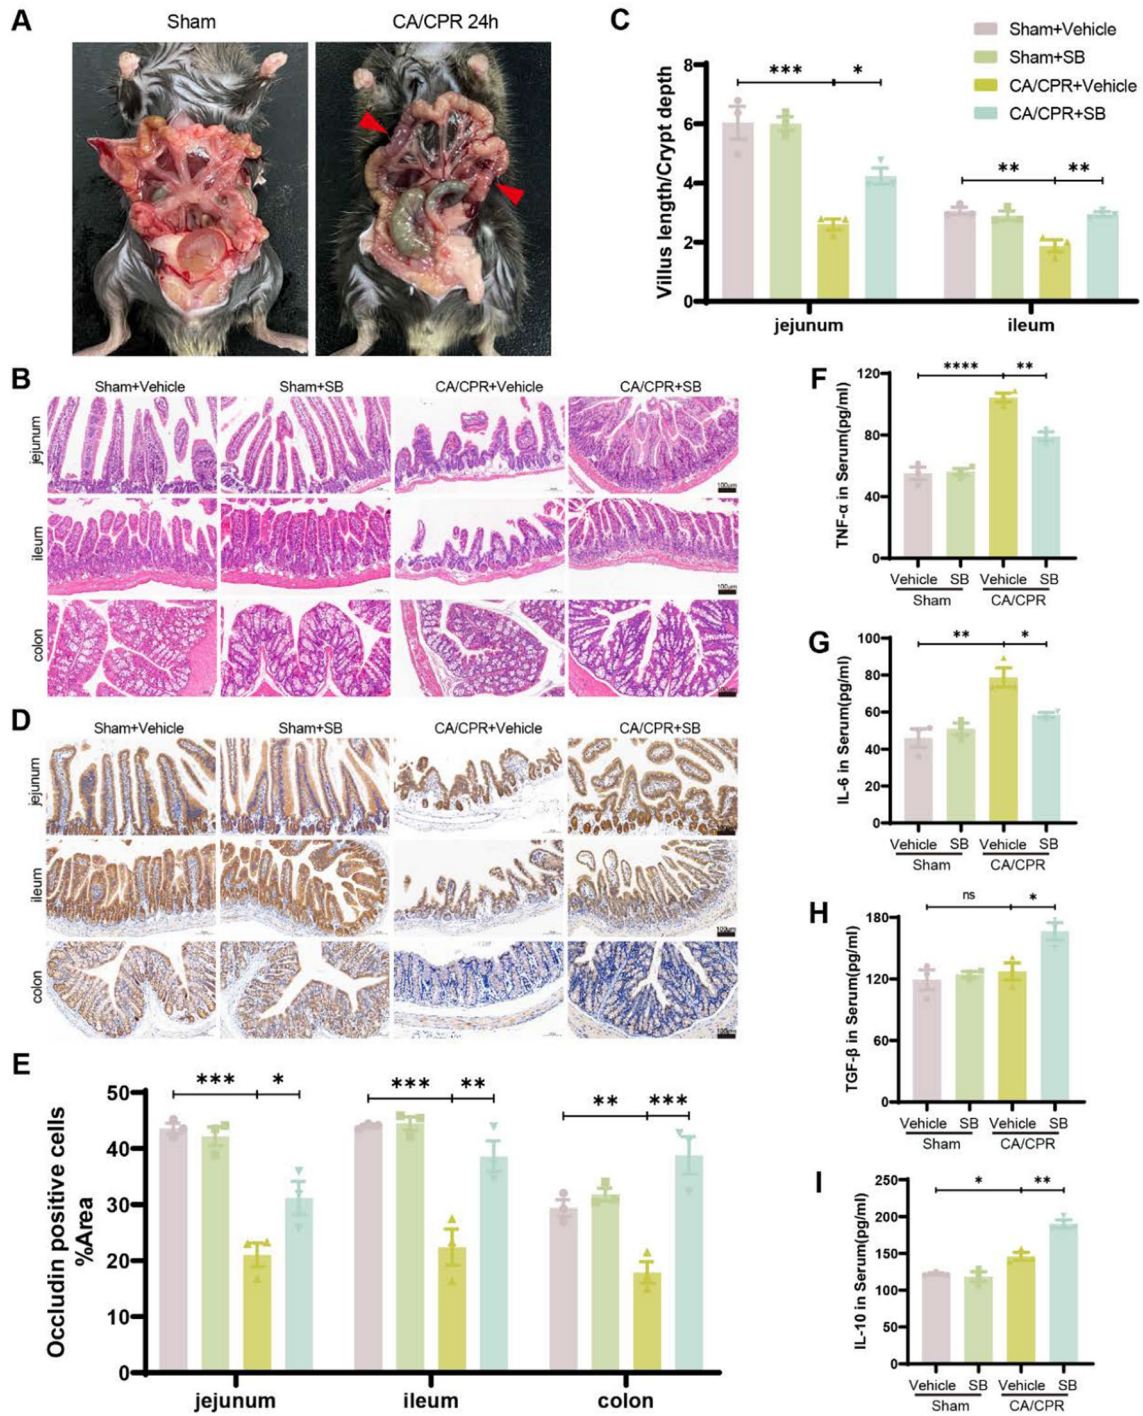 A
Sham
CA/CPR 24h
B
Sham+Vehicle
Sham+SB
CA/CPR+Vehicle
CA/CPR+SB
jejunum
100μm
ileum
100μm
colon
100μm
C
Sham+Vehicle
Sham+SB
CA/CPR+Vehicle
CA/CPR+SB
Villus length/Crypt depth
8
6
4
2
0
***
*
**
**
jejunum
ileum
D
Sham+Vehicle
Sham+SB
CA/CPR+Vehicle
CA/CPR+SB
jejunum
ileum
100μm
colon
100μm
E
Occludin positive cells
%Area
50
40
30
20
10
0
***
*
***
**
**
***
jejunum
ileum
colon
F
TNF-α in Serum(pg/ml)
120
80
40
0
****
**
Vehicle SB Vehicle SB
Sham CA/CPR
G
IL-6 in Serum(pg/ml)
100
80
60
40
20
0
**
*
Vehicle SB Vehicle SB
Sham CA/CPR
H
TGF-β in Serum(pg/ml)
180
120
60
0
ns
*
Vehicle SB Vehicle SB
Sham CA/CPR
I
IL-10 in Serum(pg/ml)
250
200
150
100
50
0
*
**
Vehicle SB Vehicle SB
Sham CA/CPR